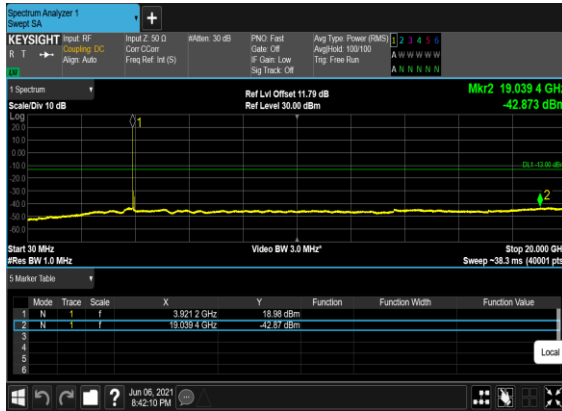 Spectrum Analyzer 1
Swept SA
KEYSIGHT Input: RF Input Z: 50 Ω #Atten: 30 dB PNO: Fast Avg Type: Power (RMS) 1 2 3 4 5 6
R T Coupling: DC Corr CCorr Gate: Off Avg|Hold: 100/100 A W W W W W
Align: Auto Freq Ref: Int (S) IF Gain: Low Trig: Free Run
Sig Track: Off A N N N N N
1 Spectrum
Ref Lvl Offset 11.79 dB Mkr2 19.039 4 GHz
Scale/Div 10 dB Ref Level 30.00 dBm -42.873 dBm
Log
20.0
10.0
0.00
-10.0
DL1 -13.00 dBm
-20.0
-30.0
-40.0
-50.0
-60.0
1
2
Start 30 MHz Video BW 3.0 MHz* Stop 20.000 GHz
#Res BW 1.0 MHz Sweep ~38.3 ms (40001 pts)
5 Marker Table
Mode Trace Scale X Y Function Function Width Function Value
1 N 1 f 3.921 2 GHz 18.98 dBm
2 N 1 f 19.039 4 GHz -42.87 dBm
3
4
5
6
Local
Jun 06, 2021
8:42:10 PM